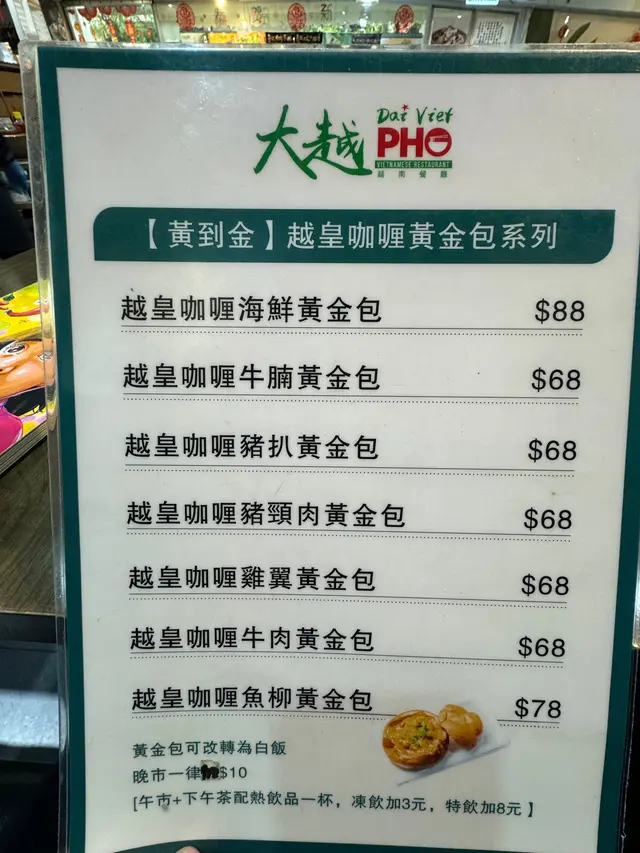 大越
Dai Viet
PHO
VIETNAMESE RESTAURANT
越南餐廳
【黃到金】越皇咖喱黃金包系列
越皇咖喱海鮮黃金包 $88
越皇咖喱牛腩黃金包 $68
越皇咖喱豬扒黃金包 $68
越皇咖喱豬頸肉黃金包 $68
越皇咖喱雞翼黃金包 $68
越皇咖喱牛肉黃金包 $68
越皇咖喱魚柳黃金包 $78
黃金包可改轉為白飯
晚市一律 $10
[午市+下午茶配熱飲品一杯，凍飲加3元，特飲加8元】